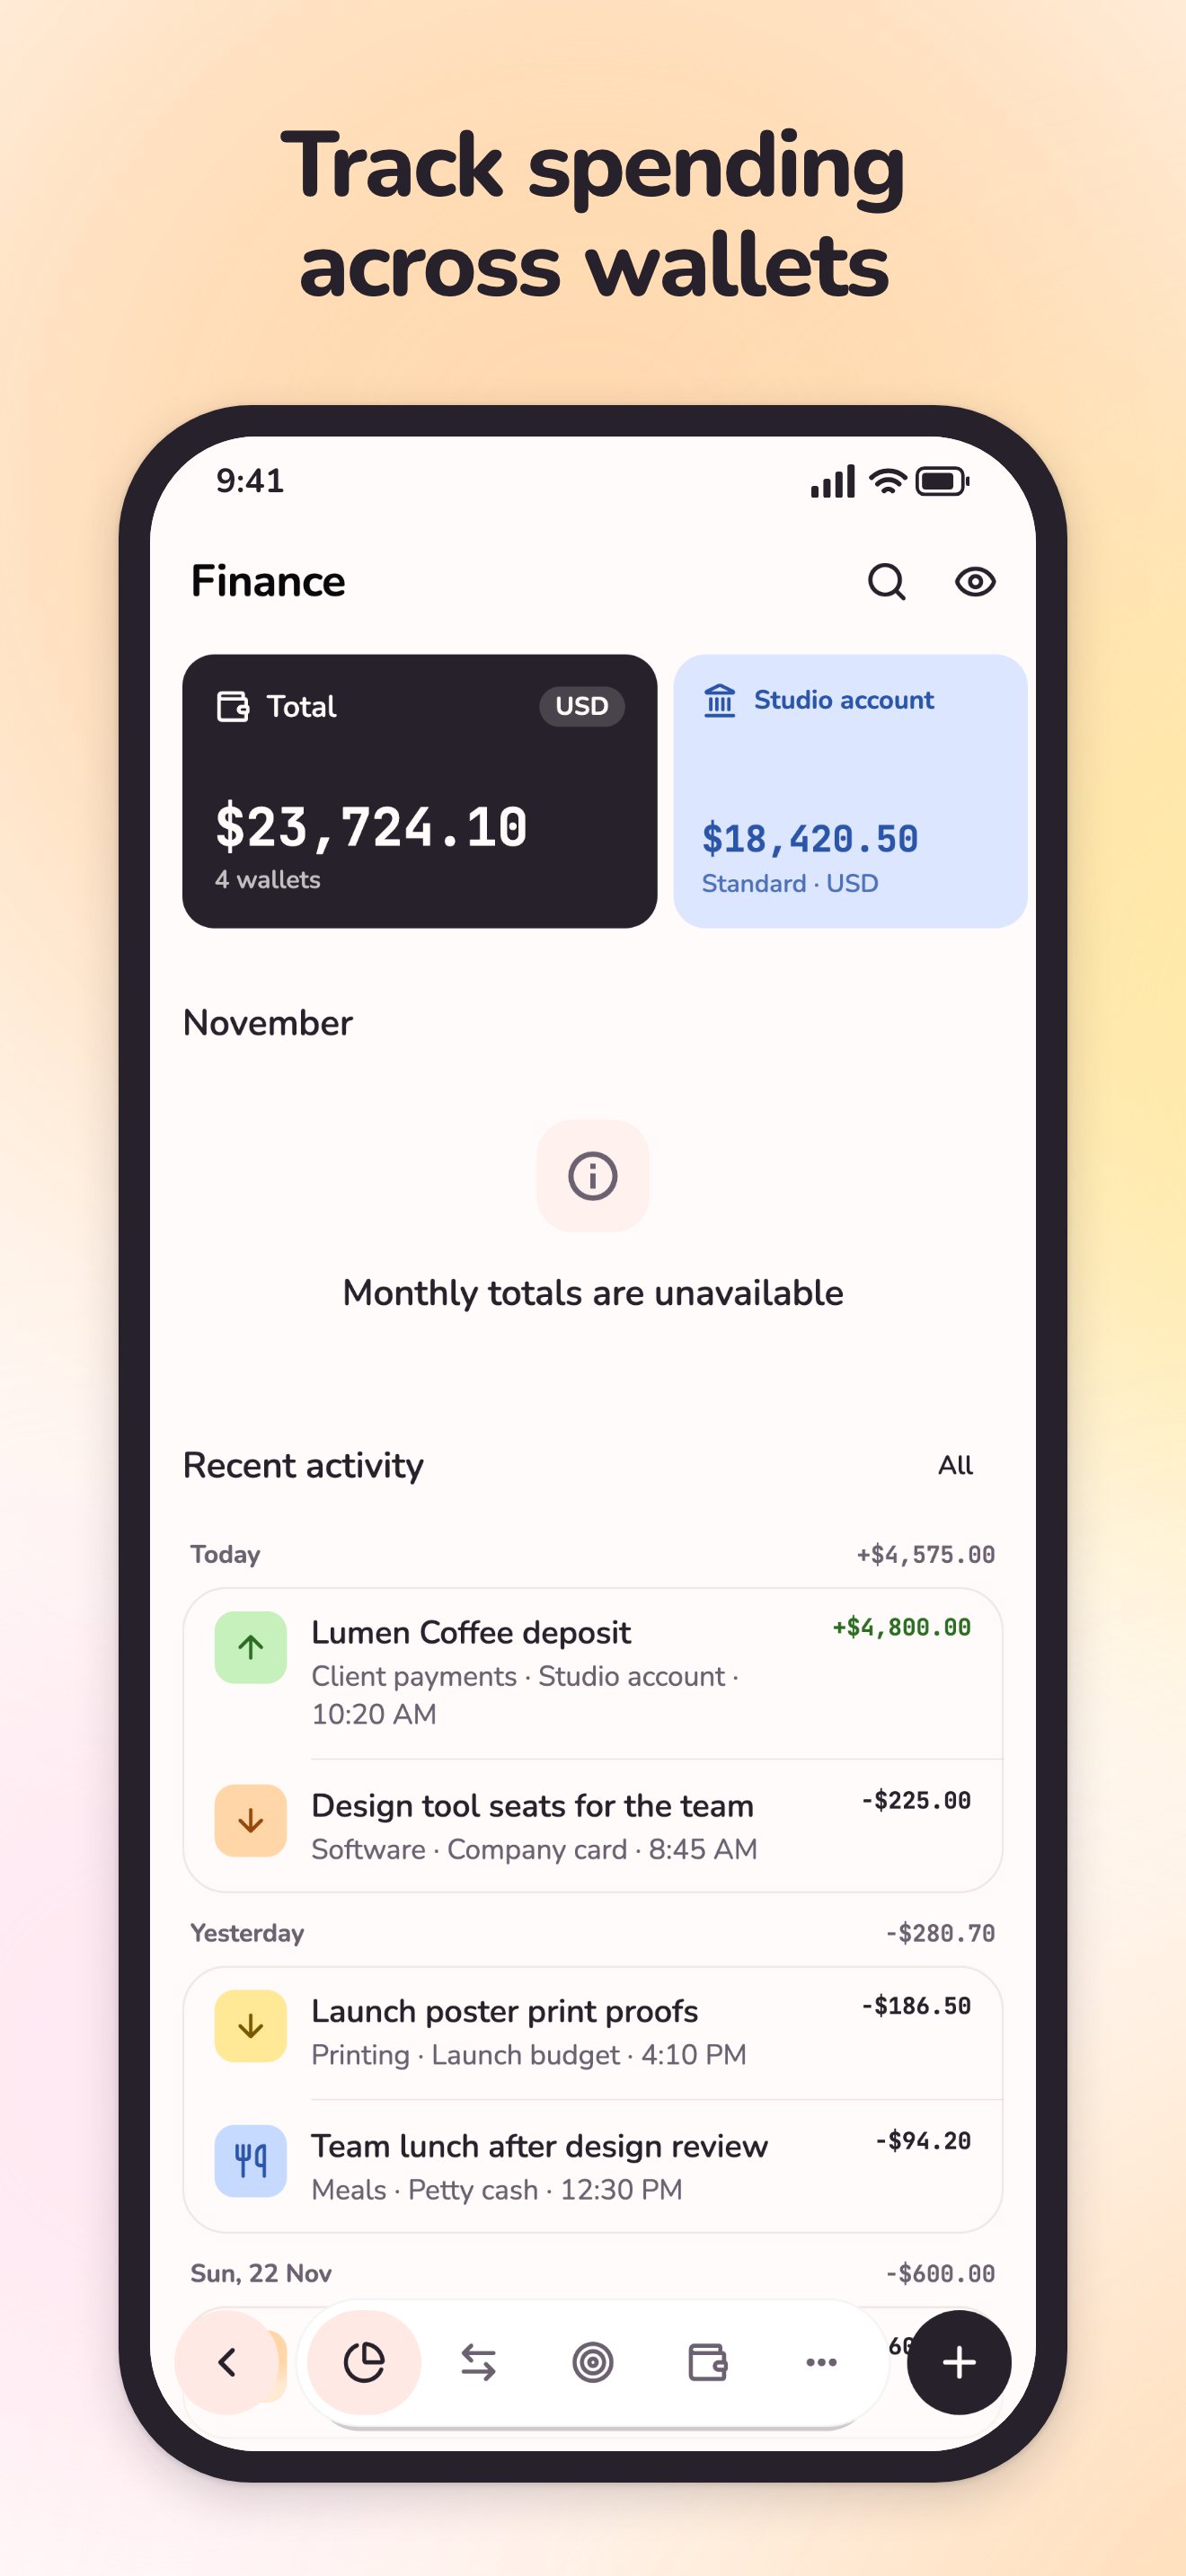 Track spending
across wallets
9:41
Finance
Total
USD
$23,724.10
4 wallets
Studio account
$18,420.50
Standard · USD
November
Monthly totals are unavailable
Recent activity
All
Today
+$4,575.00
Lumen Coffee deposit
+$4,800.00
Client payments · Studio account ·
10:20 AM
Design tool seats for the team
-$225.00
Software · Company card · 8:45 AM
Yesterday
-$280.70
Launch poster print proofs
-$186.50
Printing · Launch budget · 4:10 PM
Team lunch after design review
-$94.20
Meals · Petty cash · 12:30 PM
Sun, 22 Nov
-$600.00